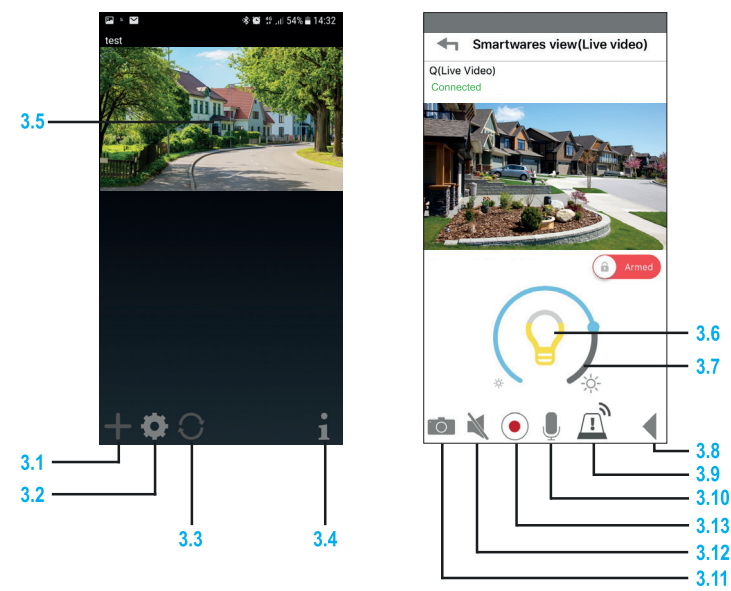 54% 14:32
test
3.5
3.1
3.2
3.3
3.4
Smartwares view(Live video)
Q(Live Video)
Connected
Armed
3.6
3.7
3.8
3.9
3.10
3.13
3.12
3.11